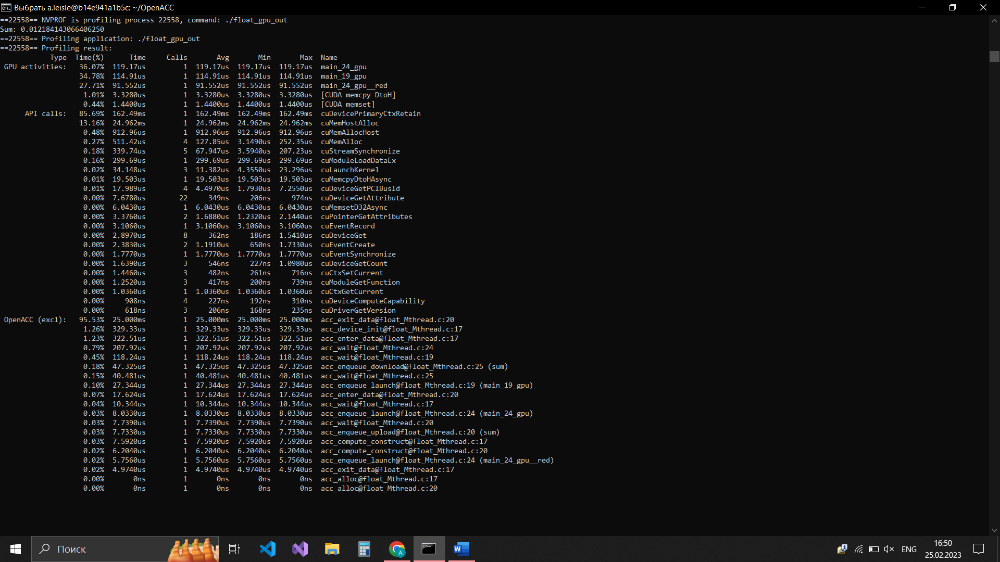 Выбрать a.leisle@b14e941a1b5c: ~/OpenACC
==22558== NVPROF is profiling process 22558, command: ./float_gpu_out
Sum: 0.012184143066406250
==22558== Profiling application: ./float_gpu_out
==22558== Profiling result:
Type Time(%) Time Calls Avg Min Max Name
GPU activities: 36.07% 119.17us 1 119.17us 119.17us 119.17us main_24_gpu
34.78% 114.91us 1 114.91us 114.91us 114.91us main_19_gpu
27.71% 91.552us 1 91.552us 91.552us 91.552us main_24_gpu__red
1.01% 3.3280us 1 3.3280us 3.3280us 3.3280us [CUDA memcpy DtoH]
0.44% 1.4400us 1 1.4400us 1.4400us 1.4400us [CUDA memset]
API calls: 85.69% 162.49ms 1 162.49ms 162.49ms 162.49ms cuDevicePrimaryCtxRetain
13.16% 24.962ms 1 24.962ms 24.962ms 24.962ms cuMemHostAlloc
0.48% 912.96us 1 912.96us 912.96us 912.96us cuMemAllocHost
0.27% 511.42us 4 127.85us 3.1490us 252.35us cuMemAlloc
0.18% 339.74us 5 67.947us 3.5940us 207.23us cuStreamSynchronize
0.16% 299.69us 1 299.69us 299.69us 299.69us cuModuleLoadDataEx
0.02% 34.148us 3 11.382us 4.3550us 23.296us cuLaunchKernel
0.01% 19.503us 1 19.503us 19.503us 19.503us cuMemcpyDtoHAsync
0.01% 17.989us 4 4.4970us 1.7930us 7.2550us cuDeviceGetPCIBusId
0.00% 7.6780us 22 349ns 206ns 974ns cuDeviceGetAttribute
0.00% 6.0430us 1 6.0430us 6.0430us 6.0430us cuMemsetD32Async
0.00% 3.3760us 2 1.6880us 1.2320us 2.1440us cuPointerGetAttributes
0.00% 3.1060us 1 3.1060us 3.1060us 3.1060us cuEventRecord
0.00% 2.8970us 8 362ns 186ns 1.5410us cuDeviceGet
0.00% 2.3830us 2 1.1910us 650ns 1.7330us cuEventCreate
0.00% 1.7770us 1 1.7770us 1.7770us 1.7770us cuEventSynchronize
0.00% 1.6390us 3 546ns 227ns 1.0980us cuDeviceGetCount
0.00% 1.4460us 3 482ns 261ns 716ns cuCtxSetCurrent
0.00% 1.2520us 3 417ns 200ns 739ns cuModuleGetFunction
0.00% 1.0360us 1 1.0360us 1.0360us 1.0360us cuCtxGetCurrent
0.00% 908ns 4 227ns 192ns 310ns cuDeviceComputeCapability
0.00% 618ns 3 206ns 168ns 235ns cuDriverGetVersion
OpenACC (excl): 95.53% 25.000ms 1 25.000ms 25.000ms 25.000ms acc_exit_data@float_Mthread.c:20
1.26% 329.33us 1 329.33us 329.33us 329.33us acc_device_init@float_Mthread.c:17
1.23% 322.51us 1 322.51us 322.51us 322.51us acc_enter_data@float_Mthread.c:17
0.79% 207.92us 1 207.92us 207.92us 207.92us acc_wait@float_Mthread.c:24
0.45% 118.24us 1 118.24us 118.24us 118.24us acc_wait@float_Mthread.c:19
0.18% 47.325us 1 47.325us 47.325us 47.325us acc_enqueue_download@float_Mthread.c:25 (sum)
0.15% 40.481us 1 40.481us 40.481us 40.481us acc_wait@float_Mthread.c:25
0.10% 27.344us 1 27.344us 27.344us 27.344us acc_enqueue_launch@float_Mthread.c:19 (main_19_gpu)
0.07% 17.624us 1 17.624us 17.624us 17.624us acc_enter_data@float_Mthread.c:20
0.04% 10.344us 1 10.344us 10.344us 10.344us acc_wait@float_Mthread.c:17
0.03% 8.0330us 1 8.0330us 8.0330us 8.0330us acc_enqueue_launch@float_Mthread.c:24 (main_24_gpu)
0.03% 7.7390us 1 7.7390us 7.7390us 7.7390us acc_wait@float_Mthread.c:20
0.03% 7.7330us 1 7.7330us 7.7330us 7.7330us acc_enqueue_upload@float_Mthread.c:20 (sum)
0.03% 7.5920us 1 7.5920us 7.5920us 7.5920us acc_compute_construct@float_Mthread.c:17
0.02% 6.2040us 1 6.2040us 6.2040us 6.2040us acc_compute_construct@float_Mthread.c:20
0.02% 5.7560us 1 5.7560us 5.7560us 5.7560us acc_enqueue_launch@float_Mthread.c:24 (main_24_gpu__red)
0.02% 4.9740us 1 4.9740us 4.9740us 4.9740us acc_exit_data@float_Mthread.c:17
0.00% 0ns 1 0ns 0ns 0ns acc_alloc@float_Mthread.c:17
0.00% 0ns 1 0ns 0ns 0ns acc_alloc@float_Mthread.c:20
Поиск
ENG
16:50
25.02.2023